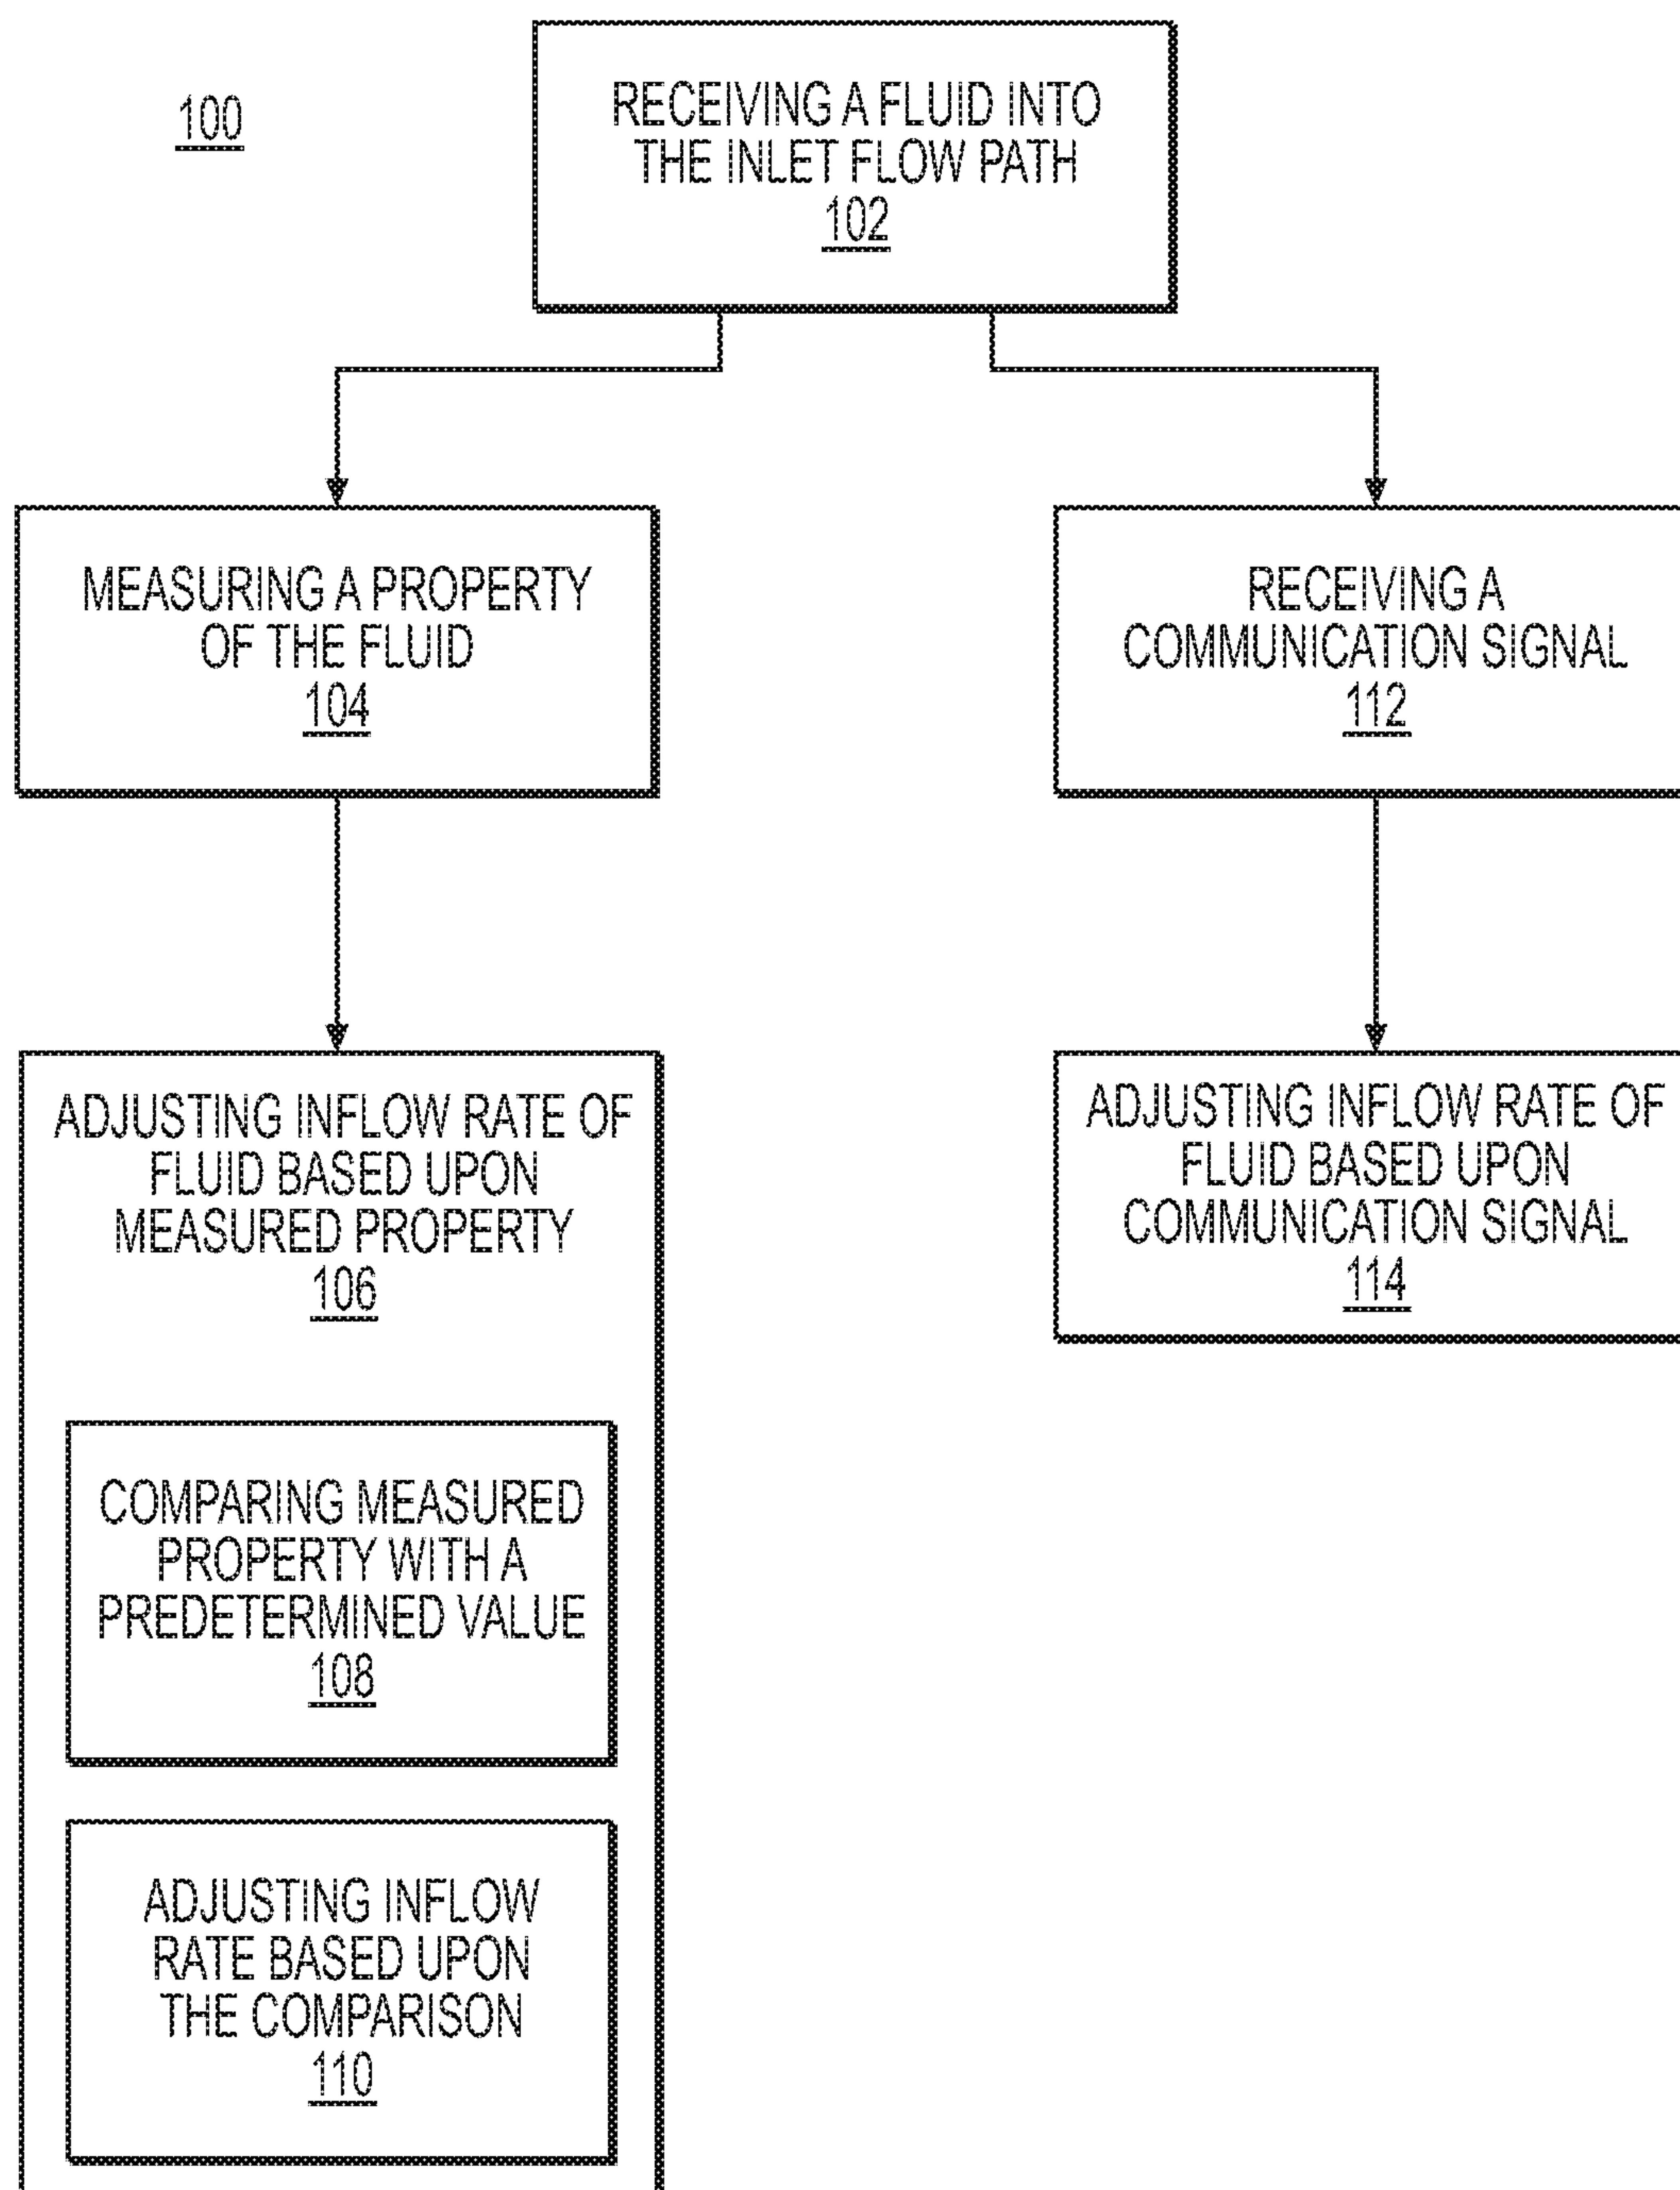 100
RECEIVING A FLUID INTO
THE INLET FLOW PATH
102
MEASURING A PROPERTY
OF THE FLUID
104
RECEIVING A
COMMUNICATION SIGNAL
112
ADJUSTING INFLOW RATE OF
FLUID BASED UPON
MEASURED PROPERTY
106
ADJUSTING INFLOW RATE OF
FLUID BASED UPON
COMMUNICATION SIGNAL
114
COMPARING MEASURED
PROPERTY WITH A
PREDETERMINED VALUE
108
ADJUSTING INFLOW
RATE BASED UPON
THE COMPARISON
110